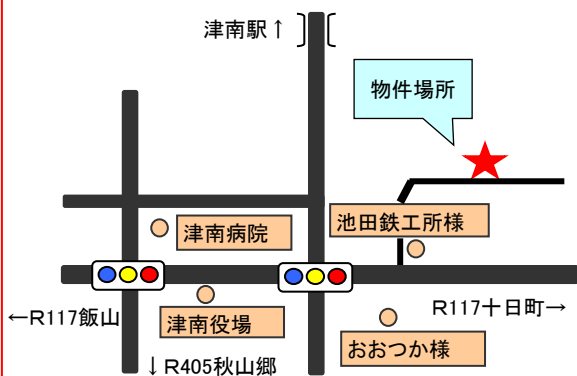 津南駅↑
物件場所
池田鉄工所様
津南病院
←R117飯山
津南役場
R117十日町→
おおつか様
↓R405秋山郷